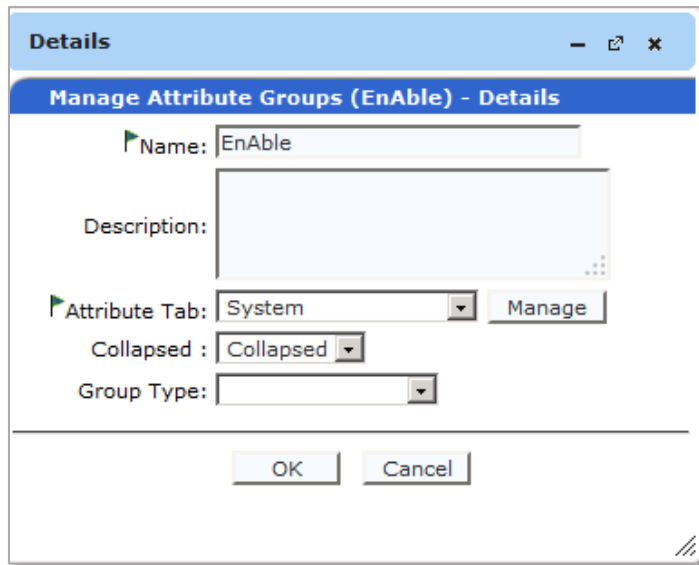 Details
Manage Attribute Groups (EnAble) - Details
Name: EnAble
Description:
Attribute Tab: System Manage
Collapsed : Collapsed
Group Type:
OK Cancel